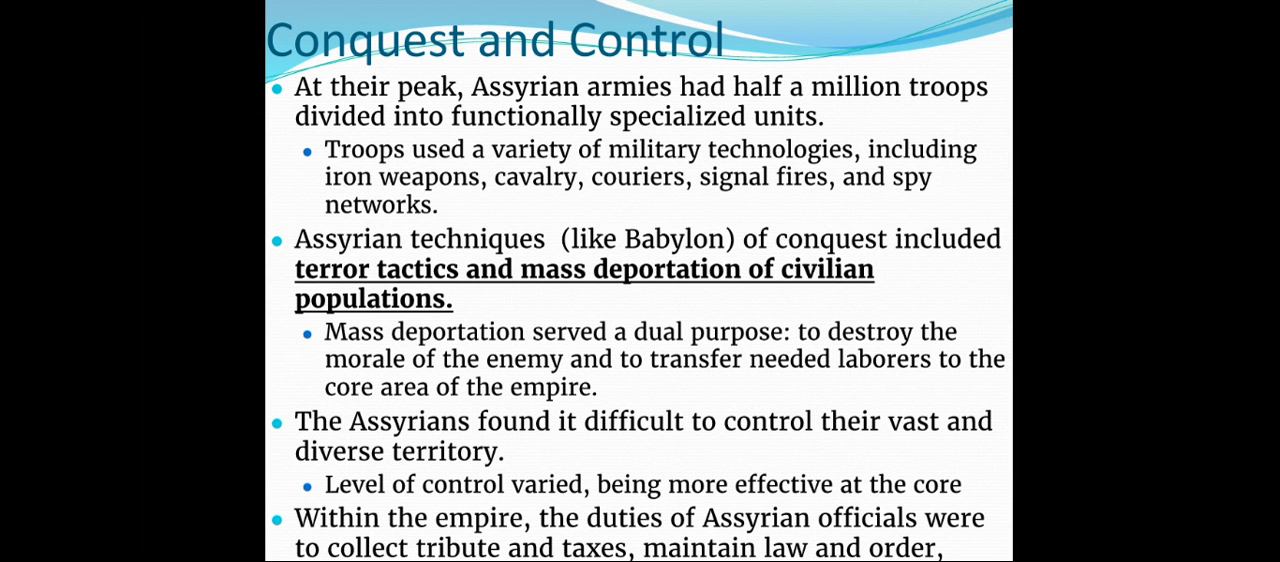 Conquest and Control
At their peak, Assyrian armies had half a million troops
divided into functionally specialized units.
Troops used a variety of military technologies, including
iron weapons, cavalry, couriers, signal fires, and spy
networks.
Assyrian techniques (like Babylon) of conquest included
terror tactics and mass deportation of civilian
populations.
Mass deportation served a dual purpose: to destroy the
morale of the enemy and to transfer needed laborers to the
core area of the empire.
The Assyrians found it difficult to control their vast and
diverse territory.
Level of control varied, being more effective at the core
Within the empire, the duties of Assyrian officials were
to collect tribute and taxes, maintain law and order,